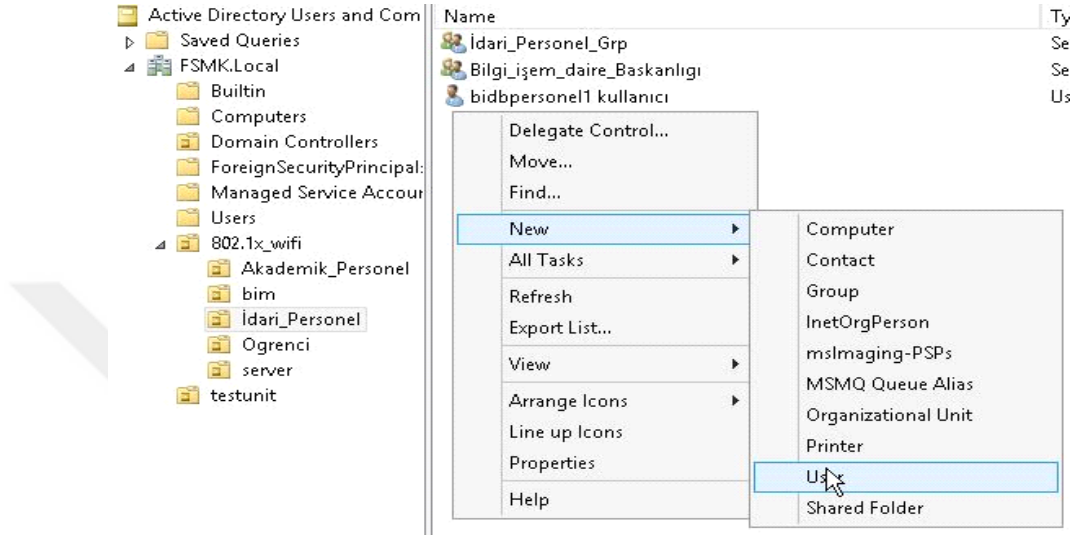 Active Directory Users and Com
Saved Queries
FSMK.Local
Builtin
Computers
Domain Controllers
ForeignSecurityPrincipal:
Managed Service Accour
Users
802.1x_wifi
Akademik_Personel
bim
İdari_Personel
Ogrenci
server
testunit
Name Ty
İdari_Personel_Grp Se
Bilgi_işem_daire_Baskanlıgı Se
bidbpersonel1 kullanıcı Us
Delegate Control...
Move...
Find...
New
All Tasks
Refresh
Export List...
View
Arrange Icons
Line up Icons
Properties
Help
Computer
Contact
Group
InetOrgPerson
msImaging-PSPs
MSMQ Queue Alias
Organizational Unit
Printer
User
Shared Folder